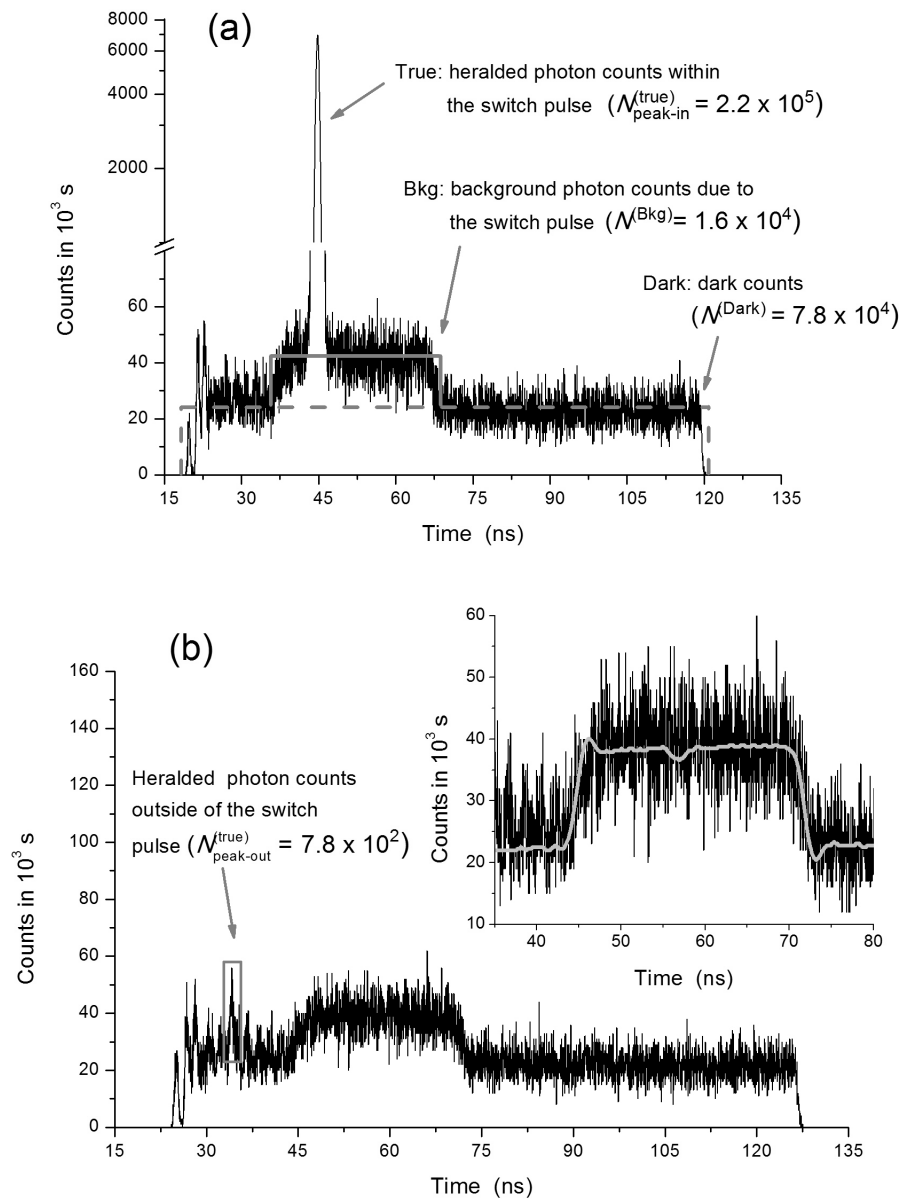 (a)
8000
6000
4000
2000
60
40
20
0
Counts in 10³ s
True: heralded photon counts within
the switch pulse (N(true)peak-in = 2.2 x 10⁵)
Bkg: background photon counts due to
the switch pulse (N(Bkg)= 1.6 x 10⁴)
Dark: dark counts
(N(Dark) = 7.8 x 10⁴)
15 30 45 60 75 90 105 120 135
Time (ns)
(b)
160
140
120
100
80
60
40
20
0
Counts in 10³ s
Heralded photon counts
outside of the switch
pulse (N(true)peak-out = 7.8 x 10²)
15 30 45 60 75 90 105 120 135
Time (ns)
60
50
40
30
20
10
Counts in 10³ s
40 50 60 70 80
Time (ns)